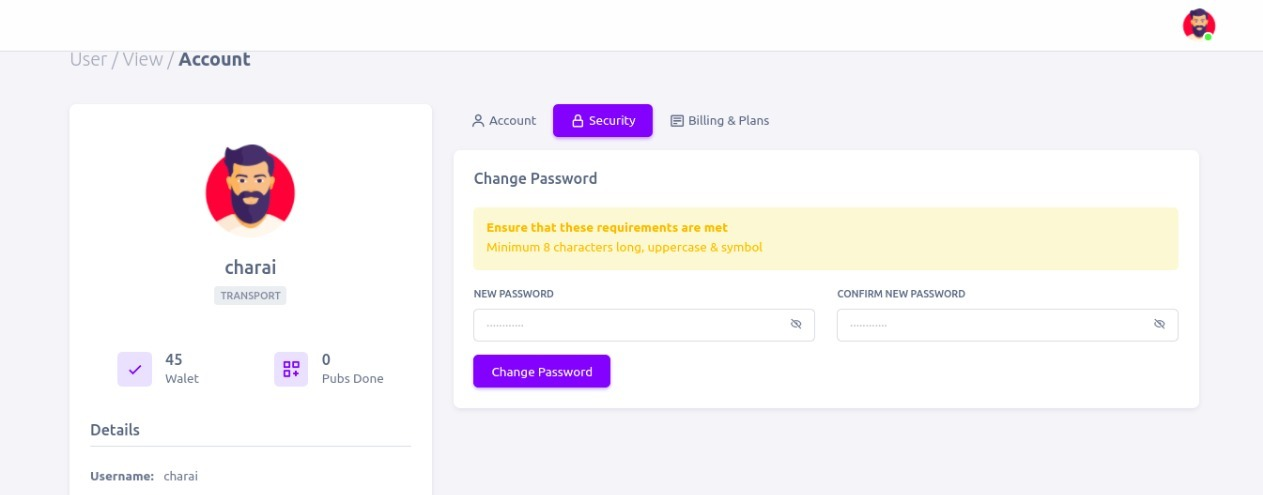 User / View / Account
charai
TRANSPORT
45
Walet
0
Pubs Done
Details
Username: charai
Account
Security
Billing & Plans
Change Password
Ensure that these requirements are met
Minimum 8 characters long, uppercase & symbol
NEW PASSWORD
············
CONFIRM NEW PASSWORD
············
Change Password